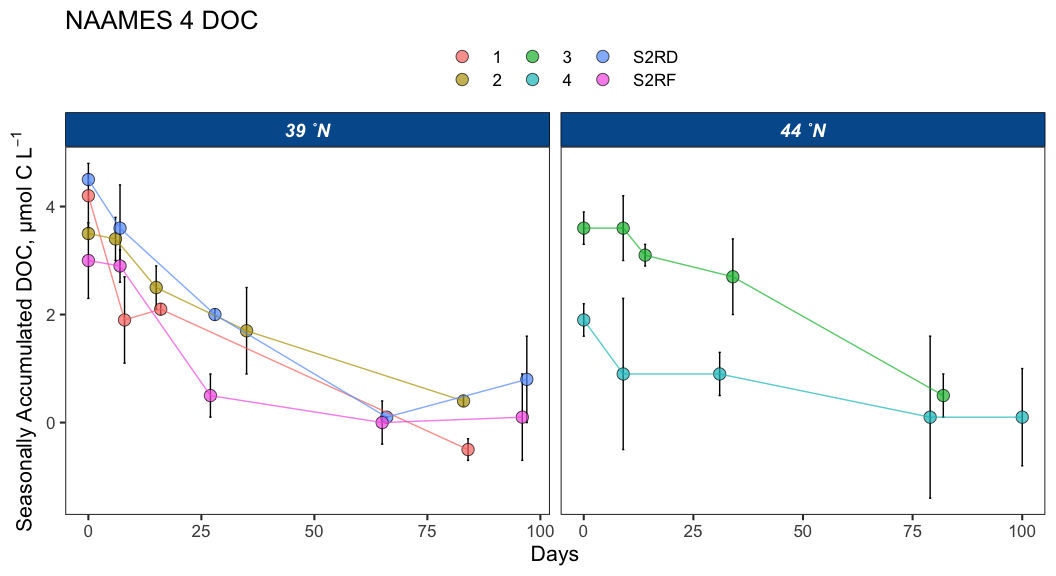 NAAMES 4 DOC
1 3 S2RD
2 4 S2RF
39 ˚N 44 ˚N
Seasonally Accumulated DOC, μmol C L⁻¹
4
2
0
0 25 50 75 100 0 25 50 75 100
Days